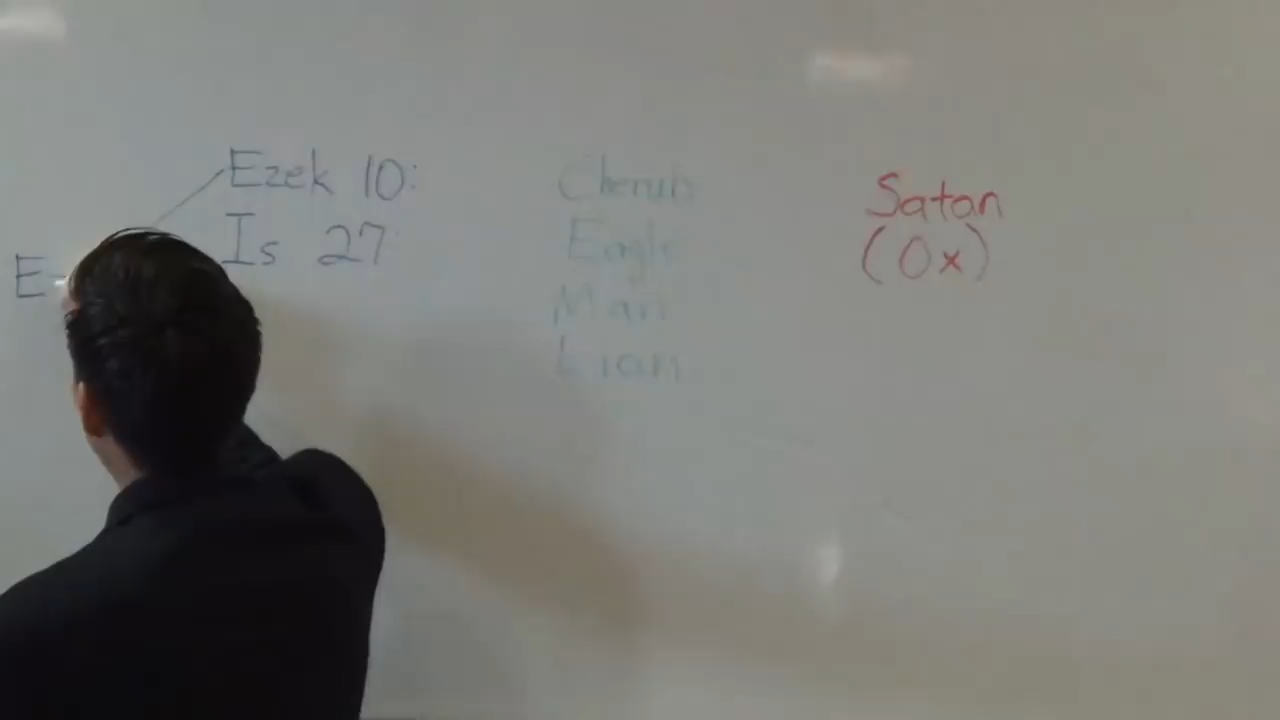 Ezek 10:
Is 27
E
Cherub
Eagle
Man
Lion
Satan
(Ox)